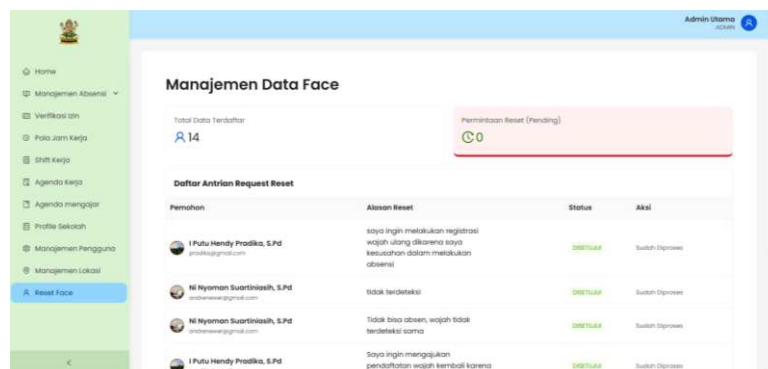 Admin Utama
ADMIN
Home
Manajemen Absensi
Verifikasi Izin
Pola Jam Kerja
Shift Kerja
Agenda Kerja
Agenda mengajar
Profile Sekolah
Manajemen Pengguna
Manajemen Lokasi
Reset Face
Manajemen Data Face
Total Data Terdaftar
14
Permintaan Reset (Pending)
0
Daftar Antrian Request Reset
Pemohon Alasan Reset Status Aksi
I Putu Hendy Pradika, S.Pd
saya ingin melakukan registrasi
wajah ulang dikarena saya
kesusahan dalam melakukan
absensi
DISETUJUI
Sudah Diproses
Ni Nyoman Suartiniasih, S.Pd
tidak terdeteksi
DISETUJUI
Sudah Diproses
Ni Nyoman Suartiniasih, S.Pd
Tidak bisa absen, wajah tidak
terdeteksi sama
DISETUJUI
Sudah Diproses
I Putu Hendy Pradika, S.Pd
Saya ingin mengajukan
pendaftatan wajah kembali karena
DISETUJUI
Sudah Diproses